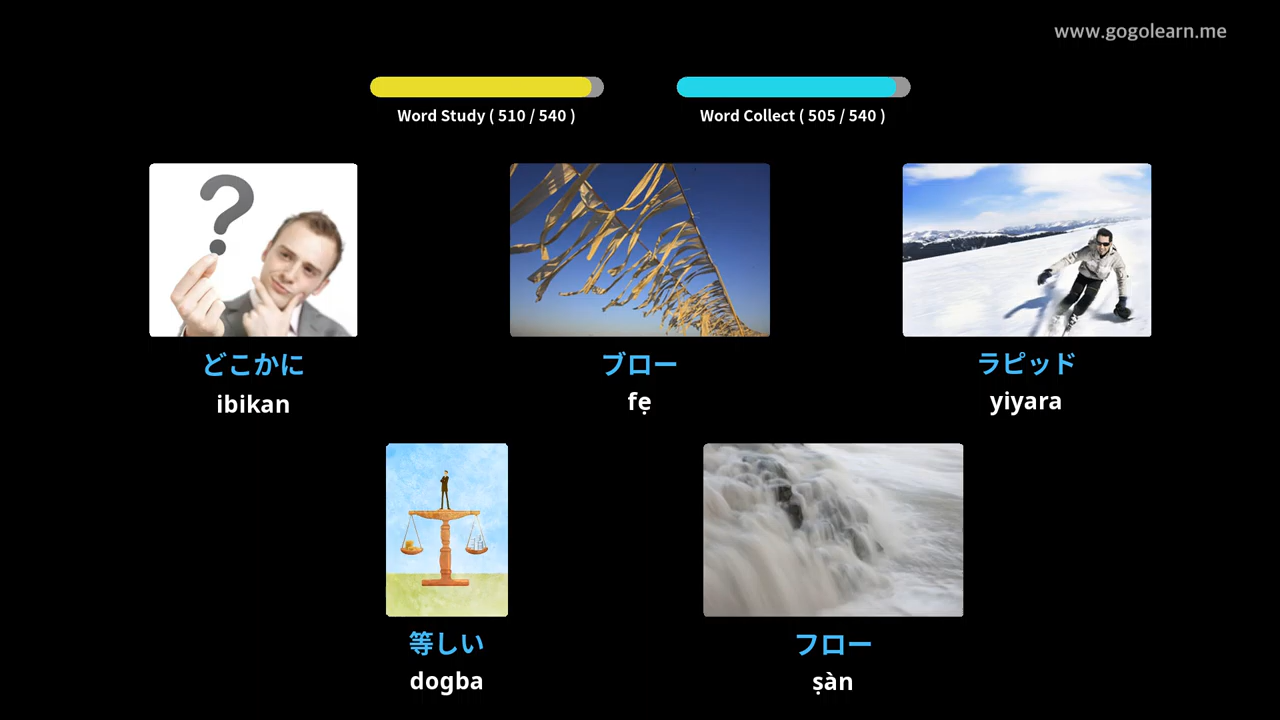 www.gogolearn.me
Word Study ( 510 / 540 )
Word Collect ( 505 / 540 )
どこかに
ibikan
ブロー
fẹ
ラピッド
yiyara
等しい
dogba
フロー
ṣàn